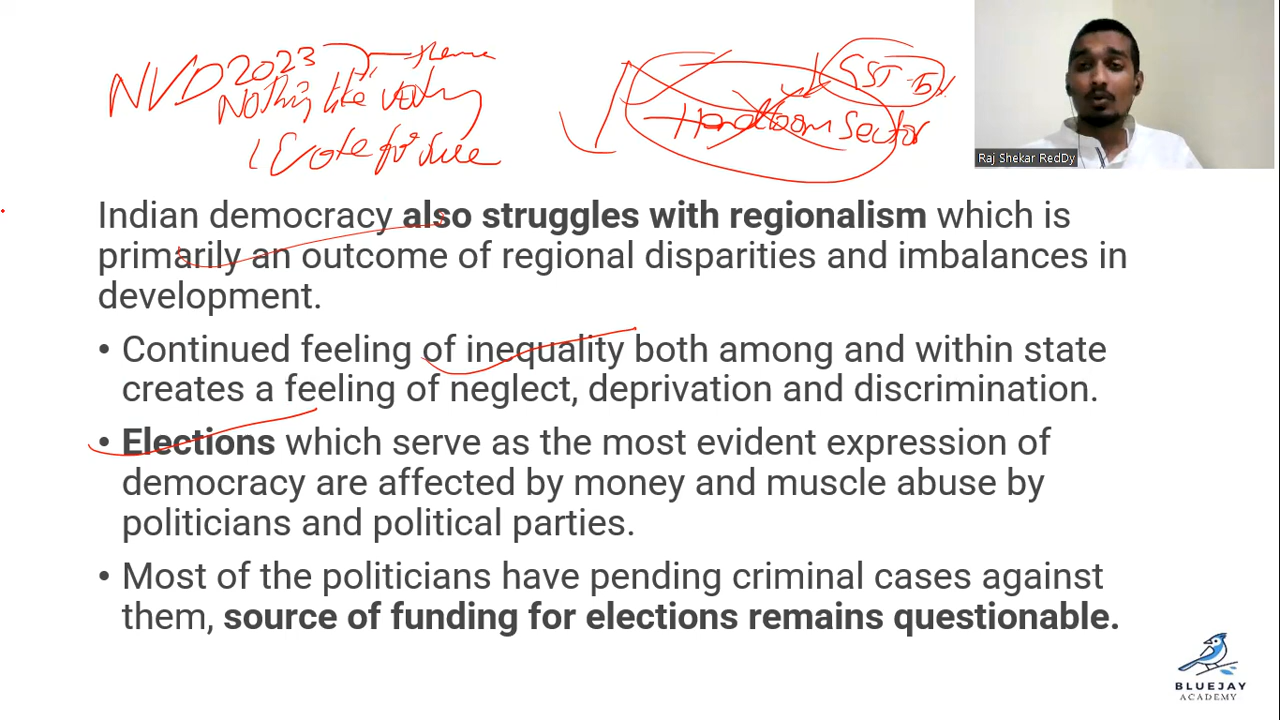 NVD 2023 theme
Nothing like voting
I vote for sure
GST-5%
Handloom Sector
Raj Shekar RedDy
Indian democracy also struggles with regionalism which is
primarily an outcome of regional disparities and imbalances in
development.
• Continued feeling of inequality both among and within state
creates a feeling of neglect, deprivation and discrimination.
• Elections which serve as the most evident expression of
democracy are affected by money and muscle abuse by
politicians and political parties.
• Most of the politicians have pending criminal cases against
them, source of funding for elections remains questionable.
BLUEJAY
ACADEMY